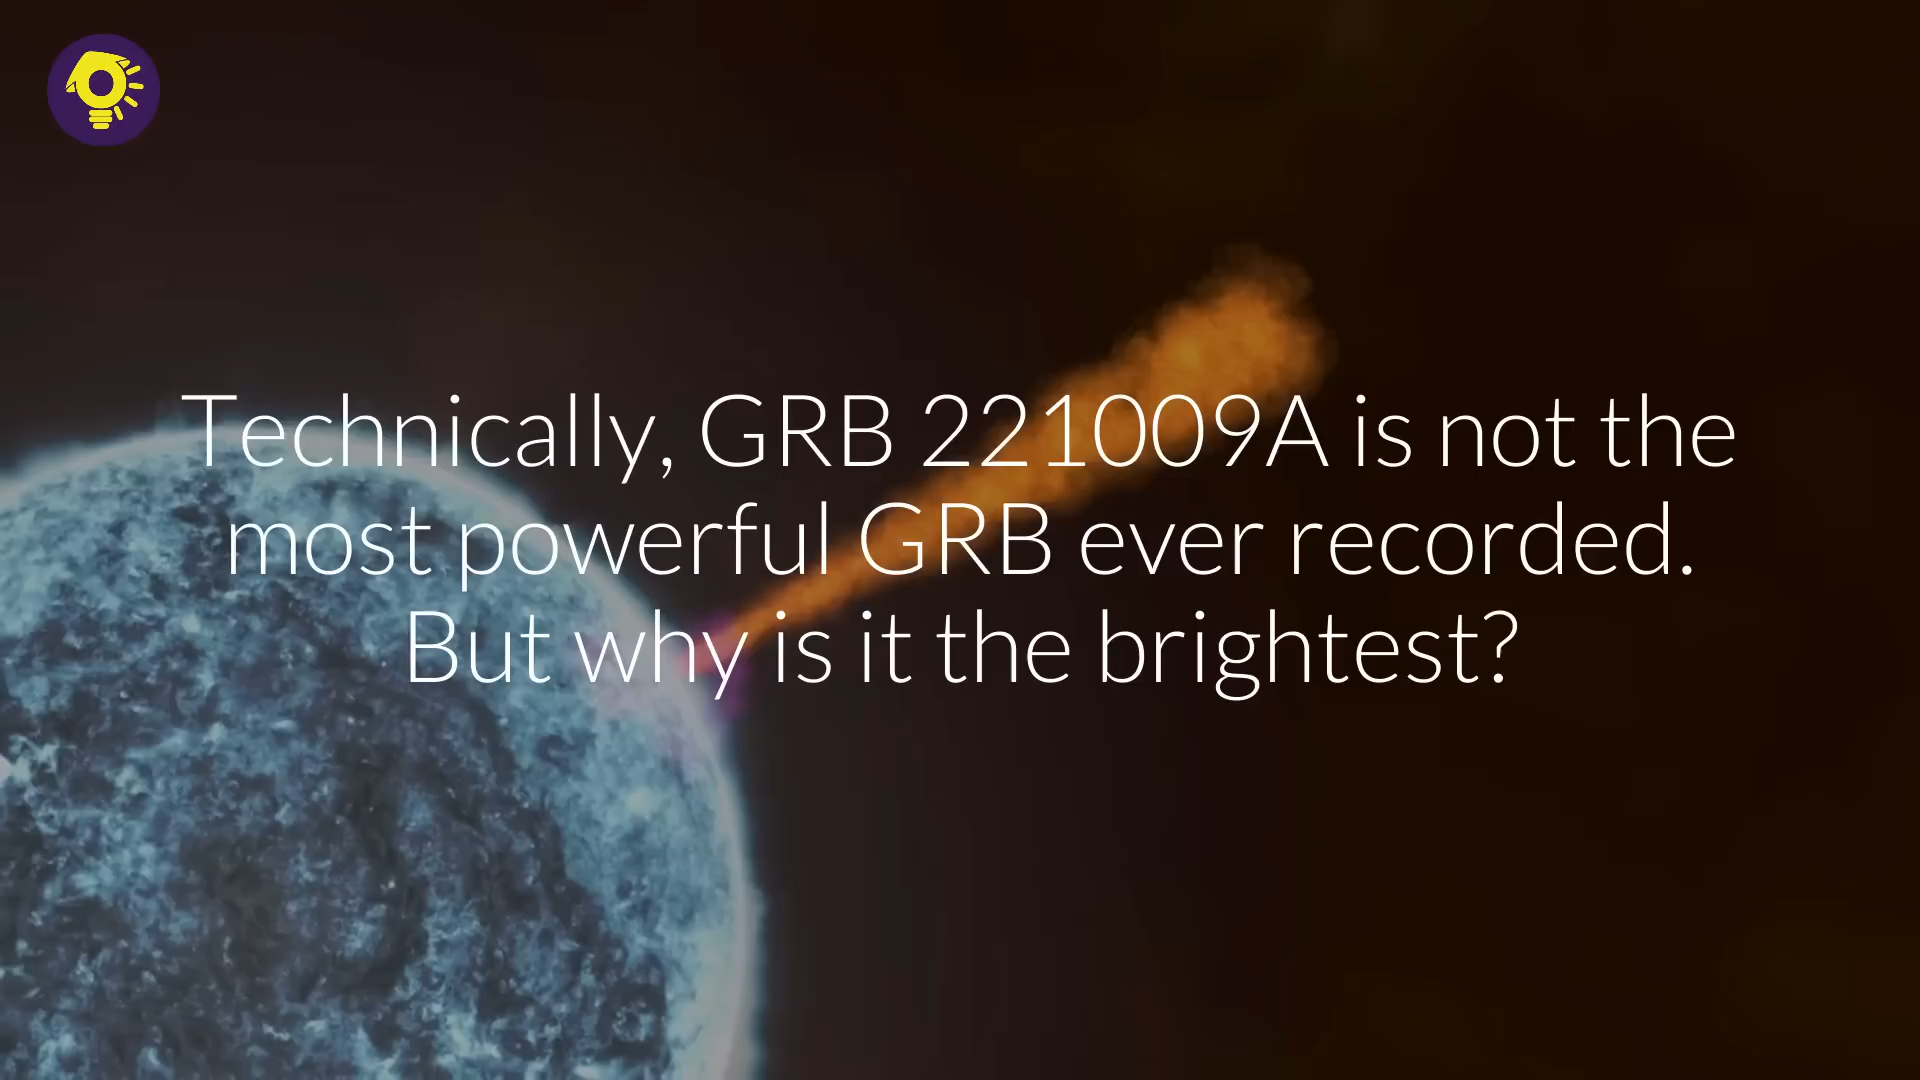 Technically, GRB 221009A is not the
most powerful GRB ever recorded.
But why is it the brightest?